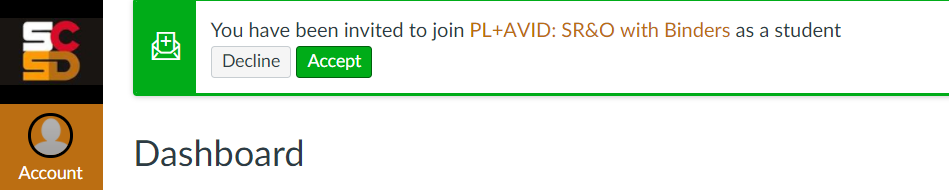 SC
SD
You have been invited to join PL+AVID: SR&O with Binders as a student
Decline Accept
Account
Dashboard